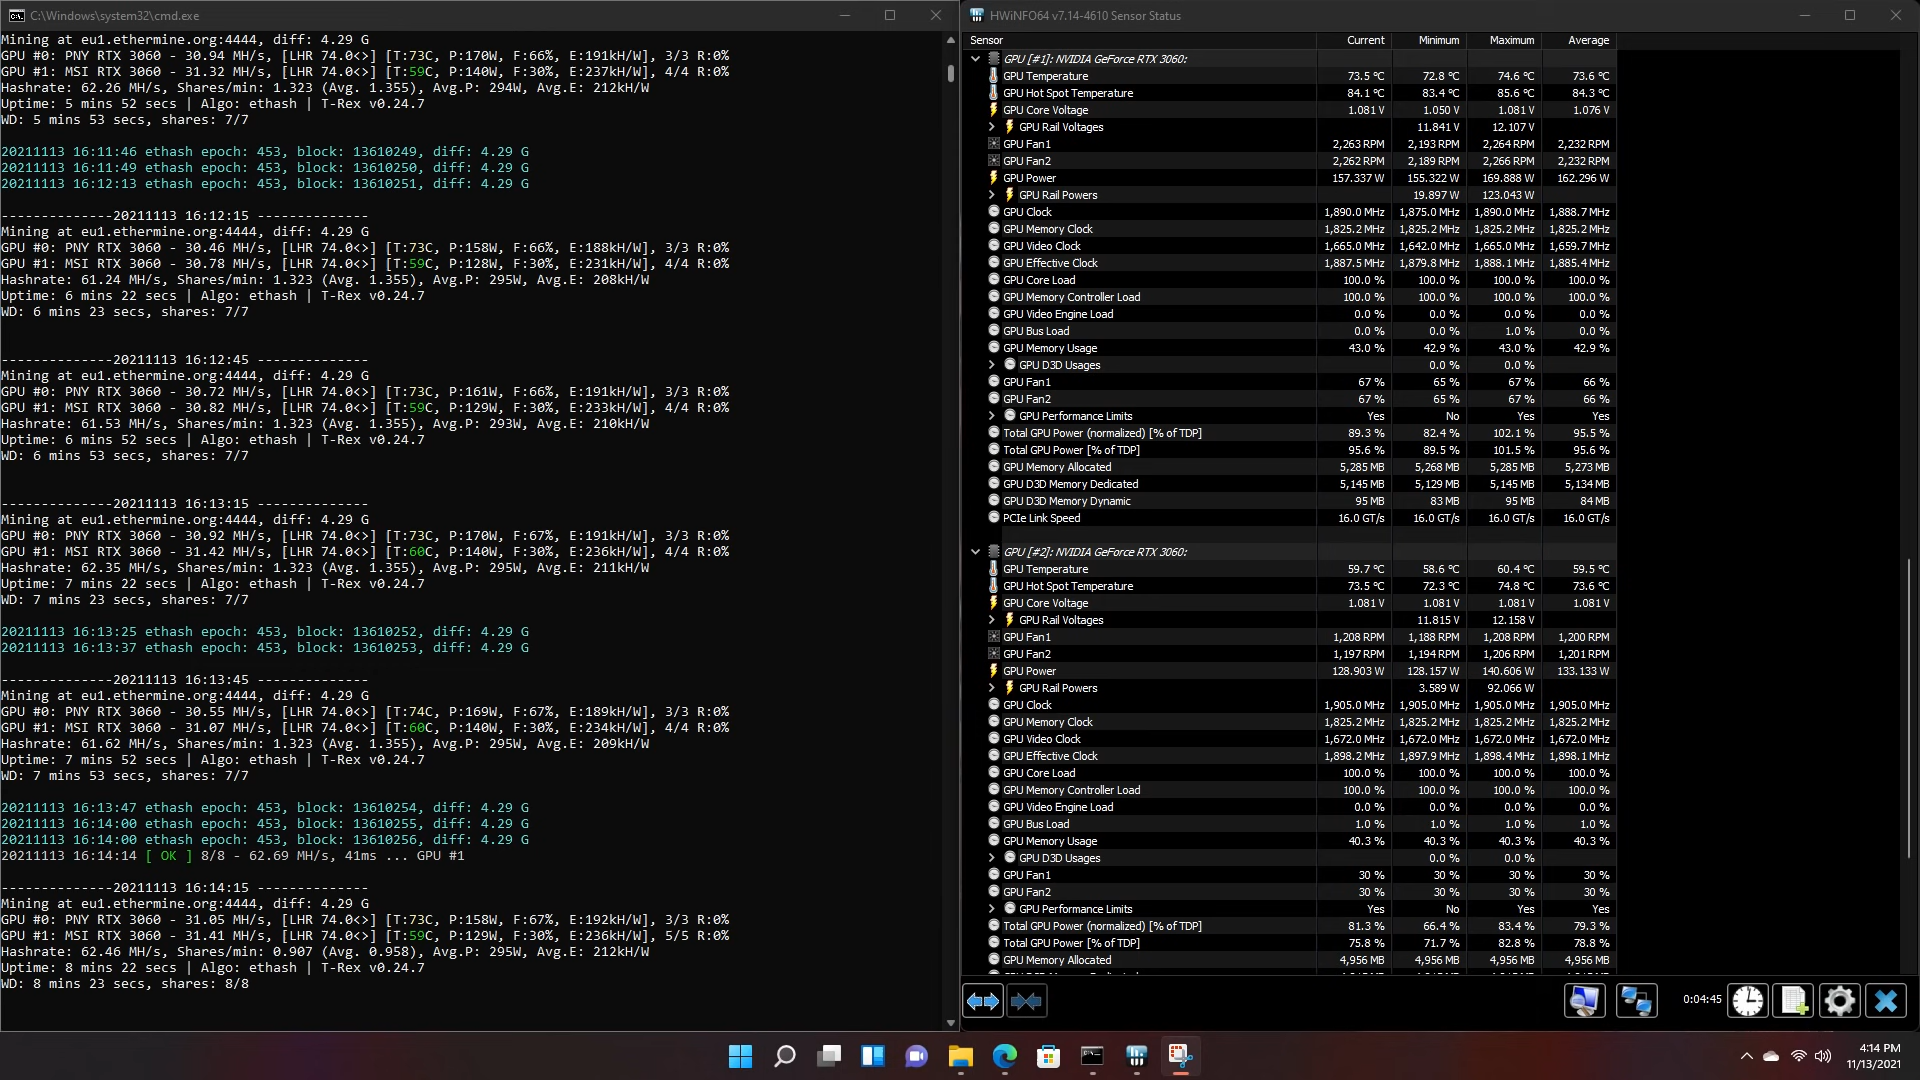 C:\Windows\system32\cmd.exe
Mining at eu1.ethermine.org:4444, diff: 4.29 G
GPU #0: PNY RTX 3060 - 30.94 MH/s, [LHR 74.0<>] [T:73C, P:170W, F:66%, E:191kH/W], 3/3 R:0%
GPU #1: MSI RTX 3060 - 31.32 MH/s, [LHR 74.0<>] [T:59C, P:140W, F:30%, E:237kH/W], 4/4 R:0%
Hashrate: 62.26 MH/s, Shares/min: 1.323 (Avg. 1.355), Avg.P: 294W, Avg.E: 212kH/W
Uptime: 5 mins 52 secs | Algo: ethash | T-Rex v0.24.7
WD: 5 mins 53 secs, shares: 7/7
20211113 16:11:46 ethash epoch: 453, block: 13610249, diff: 4.29 G
20211113 16:11:49 ethash epoch: 453, block: 13610250, diff: 4.29 G
20211113 16:12:13 ethash epoch: 453, block: 13610251, diff: 4.29 G
--------------20211113 16:12:15 --------------
Mining at eu1.ethermine.org:4444, diff: 4.29 G
GPU #0: PNY RTX 3060 - 30.46 MH/s, [LHR 74.0<>] [T:73C, P:158W, F:66%, E:188kH/W], 3/3 R:0%
GPU #1: MSI RTX 3060 - 30.78 MH/s, [LHR 74.0<>] [T:59C, P:128W, F:30%, E:231kH/W], 4/4 R:0%
Hashrate: 61.24 MH/s, Shares/min: 1.323 (Avg. 1.355), Avg.P: 295W, Avg.E: 208kH/W
Uptime: 6 mins 22 secs | Algo: ethash | T-Rex v0.24.7
WD: 6 mins 23 secs, shares: 7/7
--------------20211113 16:12:45 --------------
Mining at eu1.ethermine.org:4444, diff: 4.29 G
GPU #0: PNY RTX 3060 - 30.72 MH/s, [LHR 74.0<>] [T:73C, P:161W, F:66%, E:191kH/W], 3/3 R:0%
GPU #1: MSI RTX 3060 - 30.82 MH/s, [LHR 74.0<>] [T:59C, P:129W, F:30%, E:233kH/W], 4/4 R:0%
Hashrate: 61.53 MH/s, Shares/min: 1.323 (Avg. 1.355), Avg.P: 293W, Avg.E: 210kH/W
Uptime: 6 mins 52 secs | Algo: ethash | T-Rex v0.24.7
WD: 6 mins 53 secs, shares: 7/7
--------------20211113 16:13:15 --------------
Mining at eu1.ethermine.org:4444, diff: 4.29 G
GPU #0: PNY RTX 3060 - 30.92 MH/s, [LHR 74.0<>] [T:73C, P:170W, F:67%, E:191kH/W], 3/3 R:0%
GPU #1: MSI RTX 3060 - 31.42 MH/s, [LHR 74.0<>] [T:60C, P:140W, F:30%, E:236kH/W], 4/4 R:0%
Hashrate: 62.35 MH/s, Shares/min: 1.323 (Avg. 1.355), Avg.P: 295W, Avg.E: 211kH/W
Uptime: 7 mins 22 secs | Algo: ethash | T-Rex v0.24.7
WD: 7 mins 23 secs, shares: 7/7
20211113 16:13:25 ethash epoch: 453, block: 13610252, diff: 4.29 G
20211113 16:13:37 ethash epoch: 453, block: 13610253, diff: 4.29 G
--------------20211113 16:13:45 --------------
Mining at eu1.ethermine.org:4444, diff: 4.29 G
GPU #0: PNY RTX 3060 - 30.55 MH/s, [LHR 74.0<>] [T:74C, P:169W, F:67%, E:189kH/W], 3/3 R:0%
GPU #1: MSI RTX 3060 - 31.07 MH/s, [LHR 74.0<>] [T:60C, P:140W, F:30%, E:234kH/W], 4/4 R:0%
Hashrate: 61.62 MH/s, Shares/min: 1.323 (Avg. 1.355), Avg.P: 295W, Avg.E: 209kH/W
Uptime: 7 mins 52 secs | Algo: ethash | T-Rex v0.24.7
WD: 7 mins 53 secs, shares: 7/7
20211113 16:13:47 ethash epoch: 453, block: 13610254, diff: 4.29 G
20211113 16:14:00 ethash epoch: 453, block: 13610255, diff: 4.29 G
20211113 16:14:00 ethash epoch: 453, block: 13610256, diff: 4.29 G
20211113 16:14:14 [ OK ] 8/8 - 62.69 MH/s, 41ms ... GPU #1
--------------20211113 16:14:15 --------------
Mining at eu1.ethermine.org:4444, diff: 4.29 G
GPU #0: PNY RTX 3060 - 31.05 MH/s, [LHR 74.0<>] [T:73C, P:158W, F:67%, E:192kH/W], 3/3 R:0%
GPU #1: MSI RTX 3060 - 31.41 MH/s, [LHR 74.0<>] [T:59C, P:129W, F:30%, E:236kH/W], 5/5 R:0%
Hashrate: 62.46 MH/s, Shares/min: 0.907 (Avg. 0.958), Avg.P: 295W, Avg.E: 212kH/W
Uptime: 8 mins 22 secs | Algo: ethash | T-Rex v0.24.7
WD: 8 mins 23 secs, shares: 8/8
HWiNFO64 v7.14-4610 Sensor Status
Sensor Current Minimum Maximum Average
GPU [#1]: NVIDIA GeForce RTX 3060:
GPU Temperature 73.5 °C 72.8 °C 74.6 °C 73.6 °C
GPU Hot Spot Temperature 84.1 °C 83.4 °C 85.6 °C 84.3 °C
GPU Core Voltage 1.081 V 1.050 V 1.081 V 1.076 V
GPU Rail Voltages 11.841 V 12.107 V
GPU Fan1 2,263 RPM 2,193 RPM 2,264 RPM 2,232 RPM
GPU Fan2 2,262 RPM 2,189 RPM 2,266 RPM 2,232 RPM
GPU Power 157.337 W 155.322 W 169.888 W 162.296 W
GPU Rail Powers 19.897 W 123.043 W
GPU Clock 1,890.0 MHz 1,875.0 MHz 1,890.0 MHz 1,888.7 MHz
GPU Memory Clock 1,825.2 MHz 1,825.2 MHz 1,825.2 MHz 1,825.2 MHz
GPU Video Clock 1,665.0 MHz 1,642.0 MHz 1,665.0 MHz 1,659.7 MHz
GPU Effective Clock 1,887.5 MHz 1,879.8 MHz 1,888.1 MHz 1,885.4 MHz
GPU Core Load 100.0 % 100.0 % 100.0 % 100.0 %
GPU Memory Controller Load 100.0 % 100.0 % 100.0 % 100.0 %
GPU Video Engine Load 0.0 % 0.0 % 0.0 % 0.0 %
GPU Bus Load 0.0 % 0.0 % 1.0 % 0.0 %
GPU Memory Usage 43.0 % 42.9 % 43.0 % 42.9 %
GPU D3D Usages 0.0 % 0.0 %
GPU Fan1 67 % 65 % 67 % 66 %
GPU Fan2 67 % 65 % 67 % 66 %
GPU Performance Limits Yes No Yes Yes
Total GPU Power (normalized) [% of TDP] 89.3 % 82.4 % 102.1 % 95.5 %
Total GPU Power [% of TDP] 95.6 % 89.5 % 101.5 % 95.6 %
GPU Memory Allocated 5,285 MB 5,268 MB 5,285 MB 5,273 MB
GPU D3D Memory Dedicated 5,145 MB 5,129 MB 5,145 MB 5,134 MB
GPU D3D Memory Dynamic 95 MB 83 MB 95 MB 84 MB
PCIe Link Speed 16.0 GT/s 16.0 GT/s 16.0 GT/s 16.0 GT/s
GPU [#2]: NVIDIA GeForce RTX 3060:
GPU Temperature 59.7 °C 58.6 °C 60.4 °C 59.5 °C
GPU Hot Spot Temperature 73.5 °C 72.3 °C 74.8 °C 73.6 °C
GPU Core Voltage 1.081 V 1.081 V 1.081 V 1.081 V
GPU Rail Voltages 11.815 V 12.158 V
GPU Fan1 1,208 RPM 1,188 RPM 1,208 RPM 1,200 RPM
GPU Fan2 1,197 RPM 1,194 RPM 1,206 RPM 1,201 RPM
GPU Power 128.903 W 128.157 W 140.606 W 133.133 W
GPU Rail Powers 3.589 W 92.066 W
GPU Clock 1,905.0 MHz 1,905.0 MHz 1,905.0 MHz 1,905.0 MHz
GPU Memory Clock 1,825.2 MHz 1,825.2 MHz 1,825.2 MHz 1,825.2 MHz
GPU Video Clock 1,672.0 MHz 1,672.0 MHz 1,672.0 MHz 1,672.0 MHz
GPU Effective Clock 1,898.2 MHz 1,897.9 MHz 1,898.4 MHz 1,898.1 MHz
GPU Core Load 100.0 % 100.0 % 100.0 % 100.0 %
GPU Memory Controller Load 100.0 % 100.0 % 100.0 % 100.0 %
GPU Video Engine Load 0.0 % 0.0 % 0.0 % 0.0 %
GPU Bus Load 1.0 % 1.0 % 1.0 % 1.0 %
GPU Memory Usage 40.3 % 40.3 % 40.3 % 40.3 %
GPU D3D Usages 0.0 % 0.0 %
GPU Fan1 30 % 30 % 30 % 30 %
GPU Fan2 30 % 30 % 30 % 30 %
GPU Performance Limits Yes No Yes Yes
Total GPU Power (normalized) [% of TDP] 81.3 % 66.4 % 83.4 % 79.3 %
Total GPU Power [% of TDP] 75.8 % 71.7 % 82.8 % 78.8 %
GPU Memory Allocated 4,956 MB 4,956 MB 4,956 MB 4,956 MB
0:04:45
4:14 PM
11/13/2021